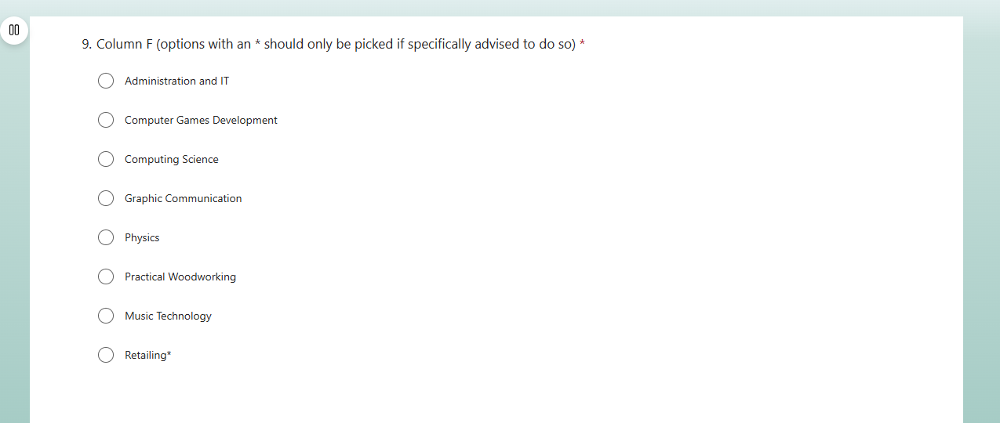 9. Column F (options with an * should only be picked if specifically advised to do so) *
Administration and IT
Computer Games Development
Computing Science
Graphic Communication
Physics
Practical Woodworking
Music Technology
Retailing*